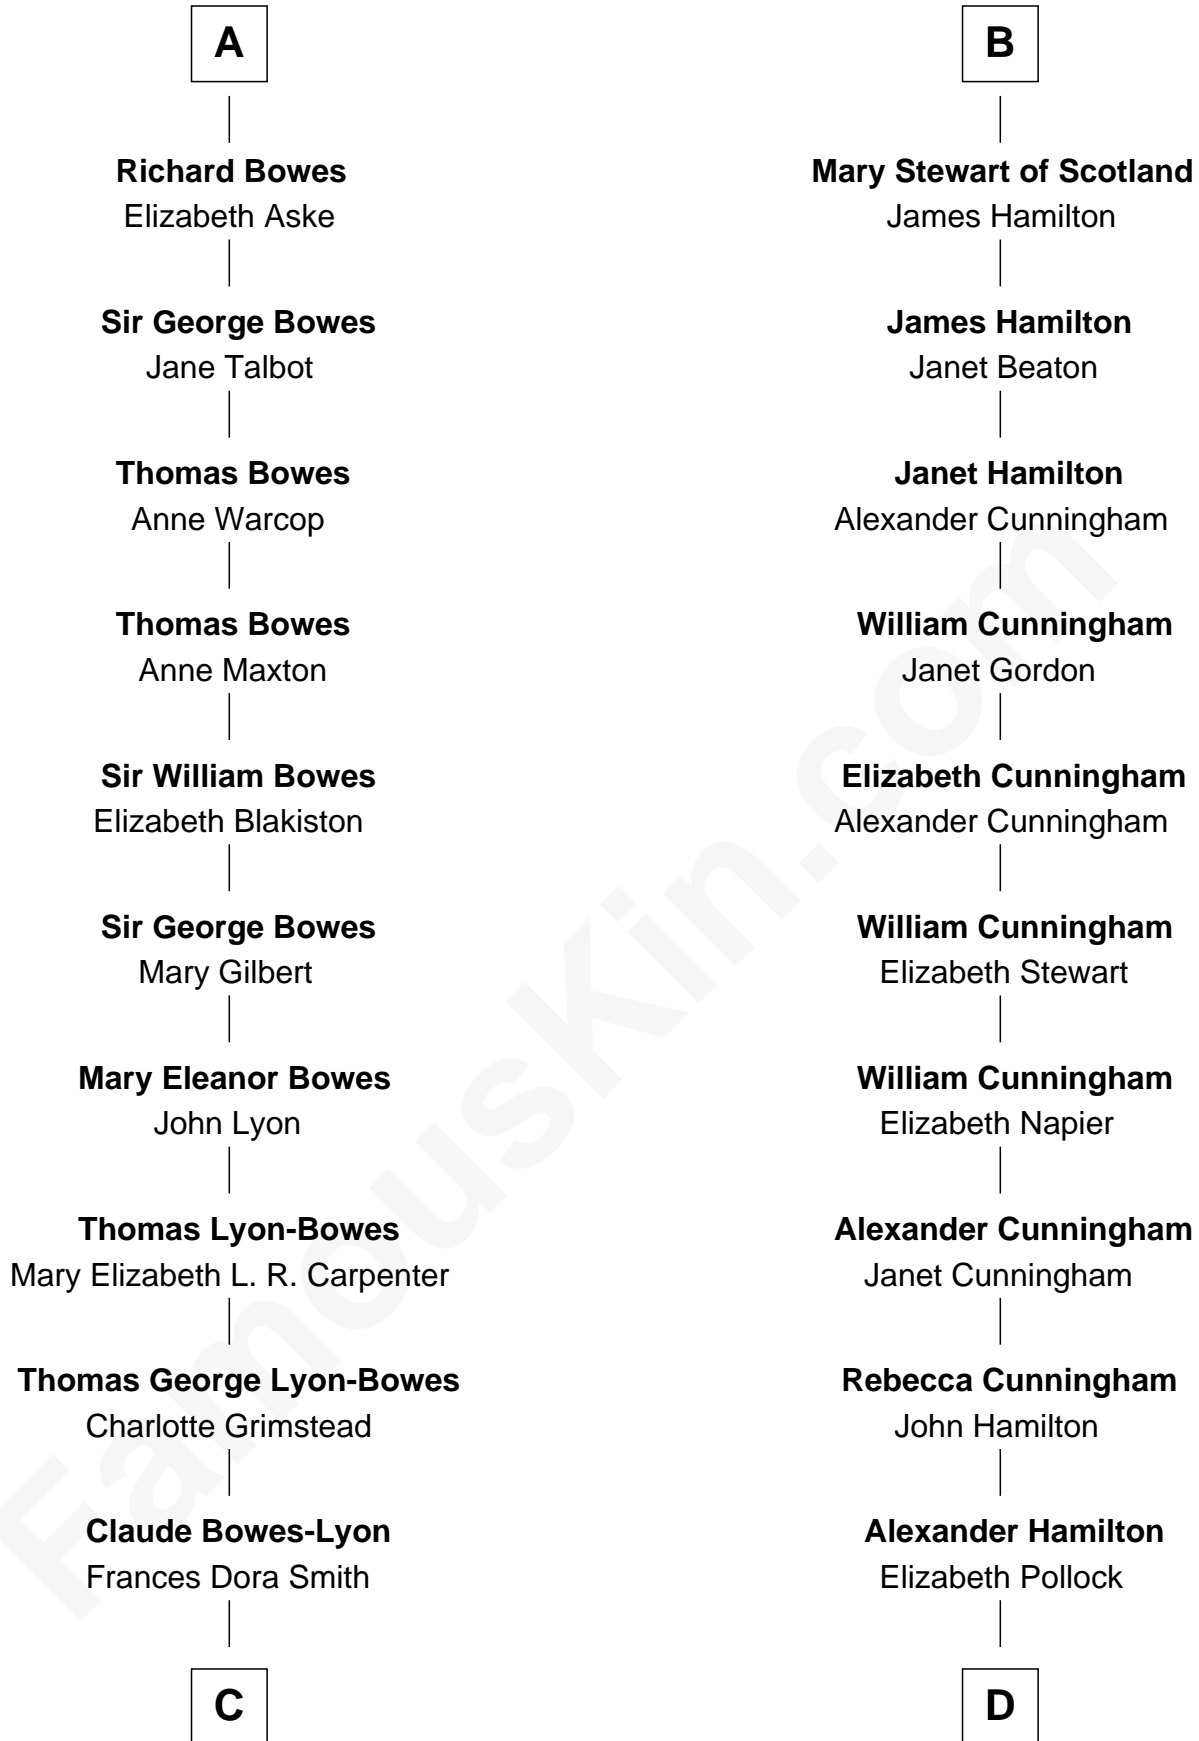 A
Richard Bowes
Elizabeth Aske
Sir George Bowes
Jane Talbot
Thomas Bowes
Anne Warcop
Thomas Bowes
Anne Maxton
Sir William Bowes
Elizabeth Blakiston
Sir George Bowes
Mary Gilbert
Mary Eleanor Bowes
John Lyon
Thomas Lyon-Bowes
Mary Elizabeth L. R. Carpenter
Thomas George Lyon-Bowes
Charlotte Grimstead
Claude Bowes-Lyon
Frances Dora Smith
C
B
Mary Stewart of Scotland
James Hamilton
James Hamilton
Janet Beaton
Janet Hamilton
Alexander Cunningham
William Cunningham
Janet Gordon
Elizabeth Cunningham
Alexander Cunningham
William Cunningham
Elizabeth Stewart
William Cunningham
Elizabeth Napier
Alexander Cunningham
Janet Cunningham
Rebecca Cunningham
John Hamilton
Alexander Hamilton
Elizabeth Pollock
D
FamousKin.com